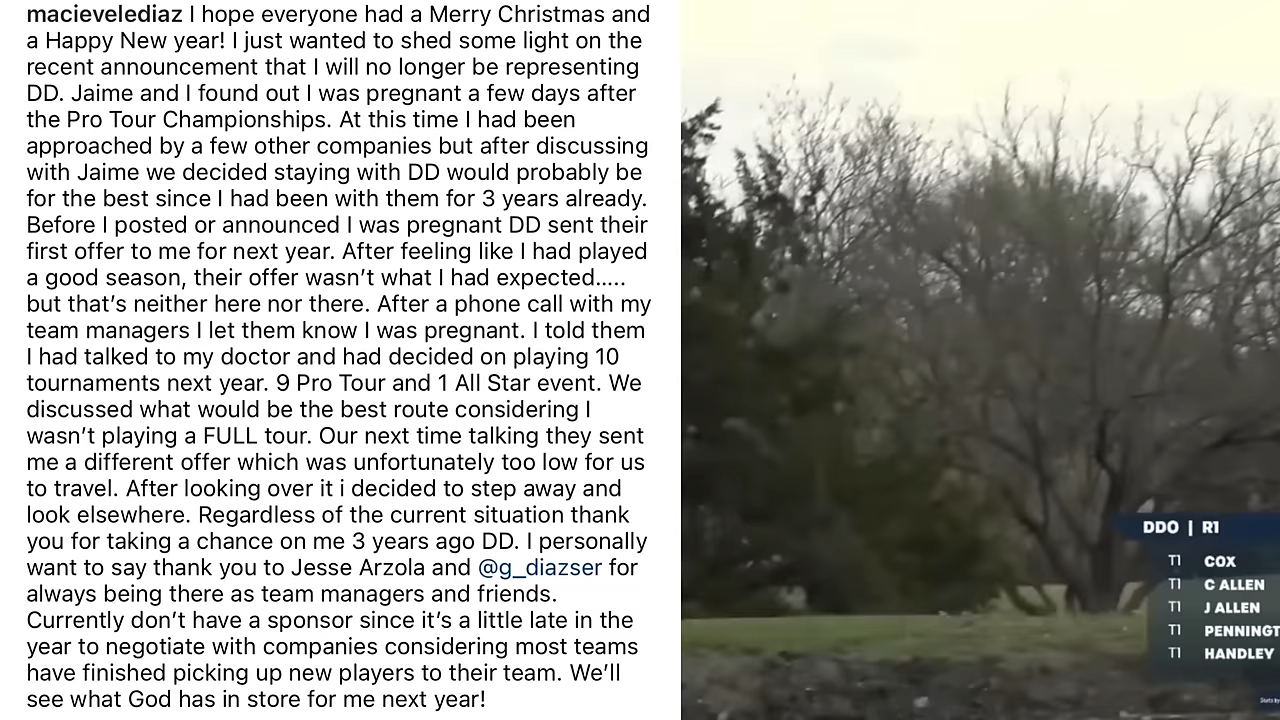 macievelediaz I hope everyone had a Merry Christmas and
a Happy New year! I just wanted to shed some light on the
recent announcement that I will no longer be representing
DD. Jaime and I found out I was pregnant a few days after
the Pro Tour Championships. At this time I had been
approached by a few other companies but after discussing
with Jaime we decided staying with DD would probably be
for the best since I had been with them for 3 years already.
Before I posted or announced I was pregnant DD sent their
first offer to me for next year. After feeling like I had played
a good season, their offer wasn’t what I had expected.....
but that’s neither here nor there. After a phone call with my
team managers I let them know I was pregnant. I told them
I had talked to my doctor and had decided on playing 10
tournaments next year. 9 Pro Tour and 1 All Star event. We
discussed what would be the best route considering I
wasn’t playing a FULL tour. Our next time talking they sent
me a different offer which was unfortunately too low for us
to travel. After looking over it i decided to step away and
look elsewhere. Regardless of the current situation thank
you for taking a chance on me 3 years ago DD. I personally
want to say thank you to Jesse Arzola and @g_diazser for
always being there as team managers and friends.
Currently don’t have a sponsor since it’s a little late in the
year to negotiate with companies considering most teams
have finished picking up new players to their team. We’ll
see what God has in store for me next year!
DDO | R1
T1 COX
T1 C ALLEN
T1 J ALLEN
T1 PENNINGT
T1 HANDLEY